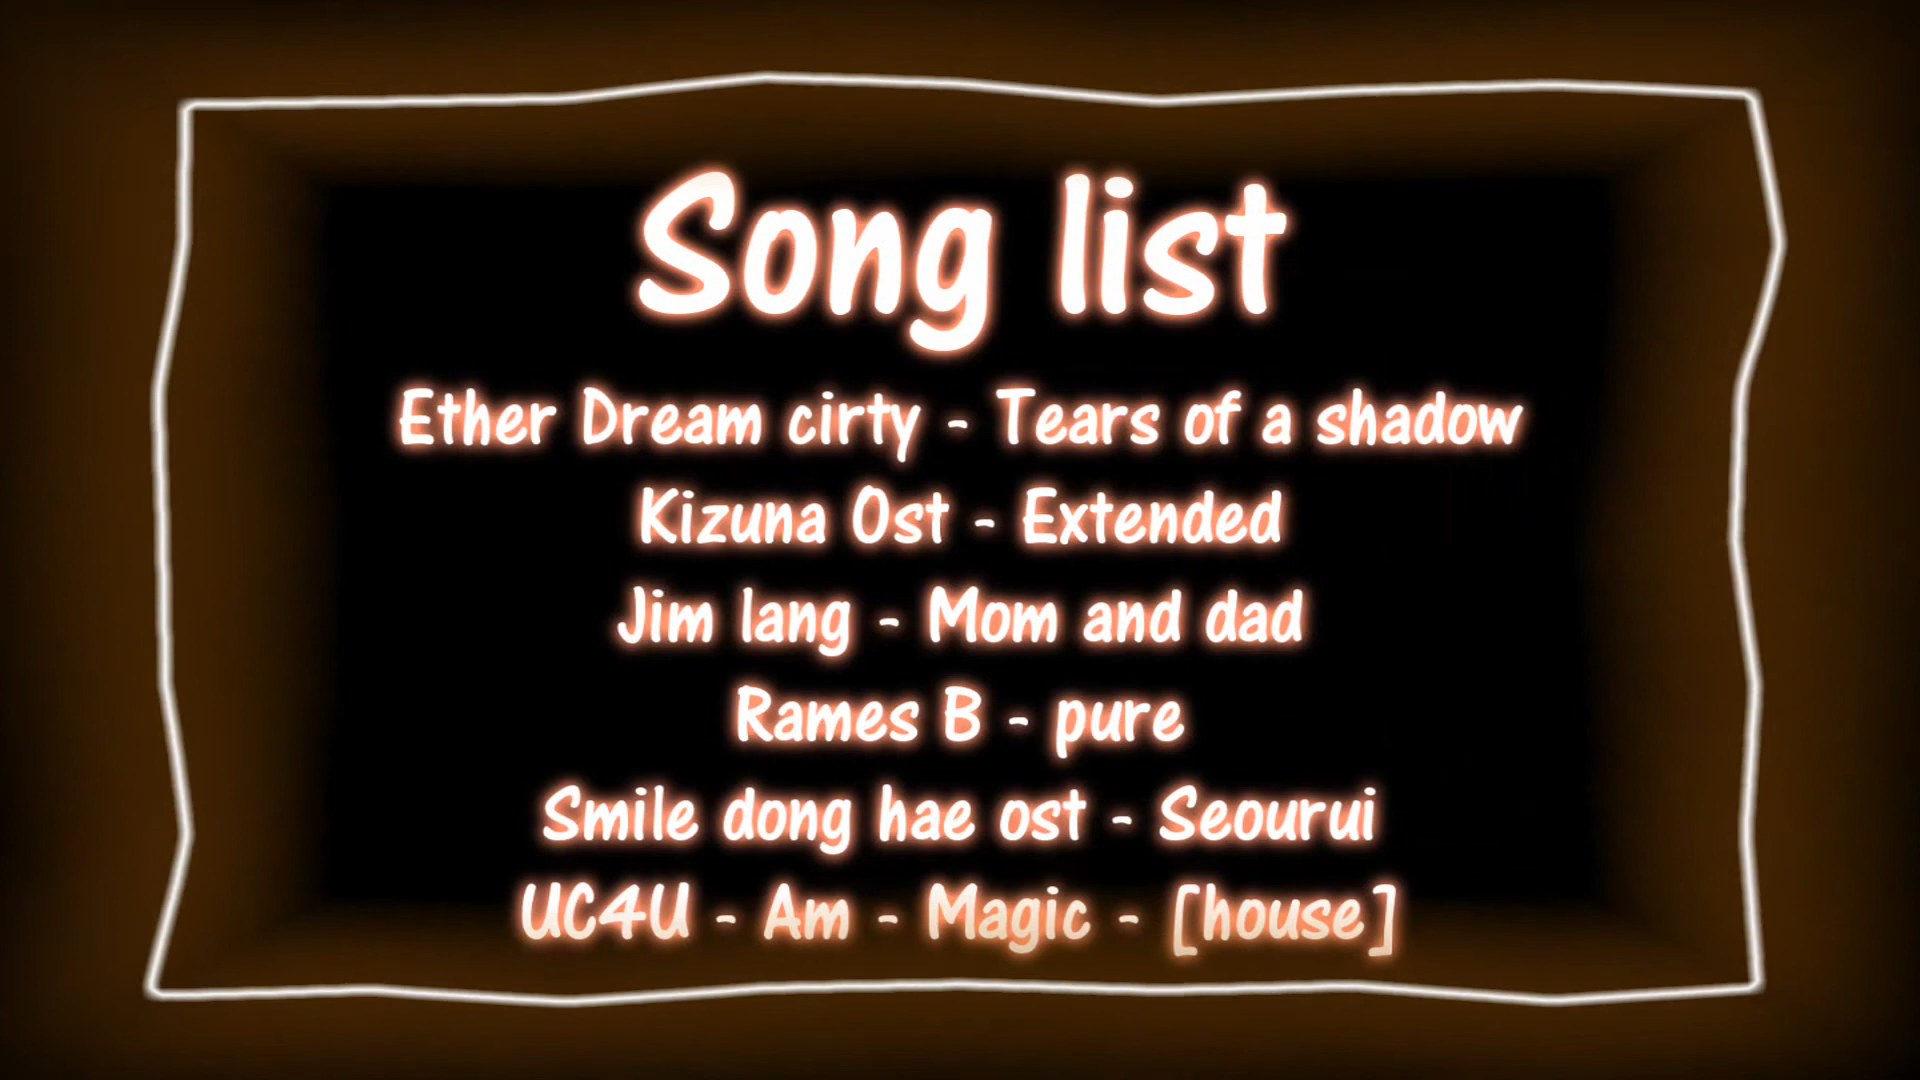 Song list
Ether Dream cirty - Tears of a shadow
Kizuna Ost - Extended
Jim lang - Mom and dad
Rames B - pure
Smile dong hae ost - Seourui
UC4U - Am - Magic - [house]